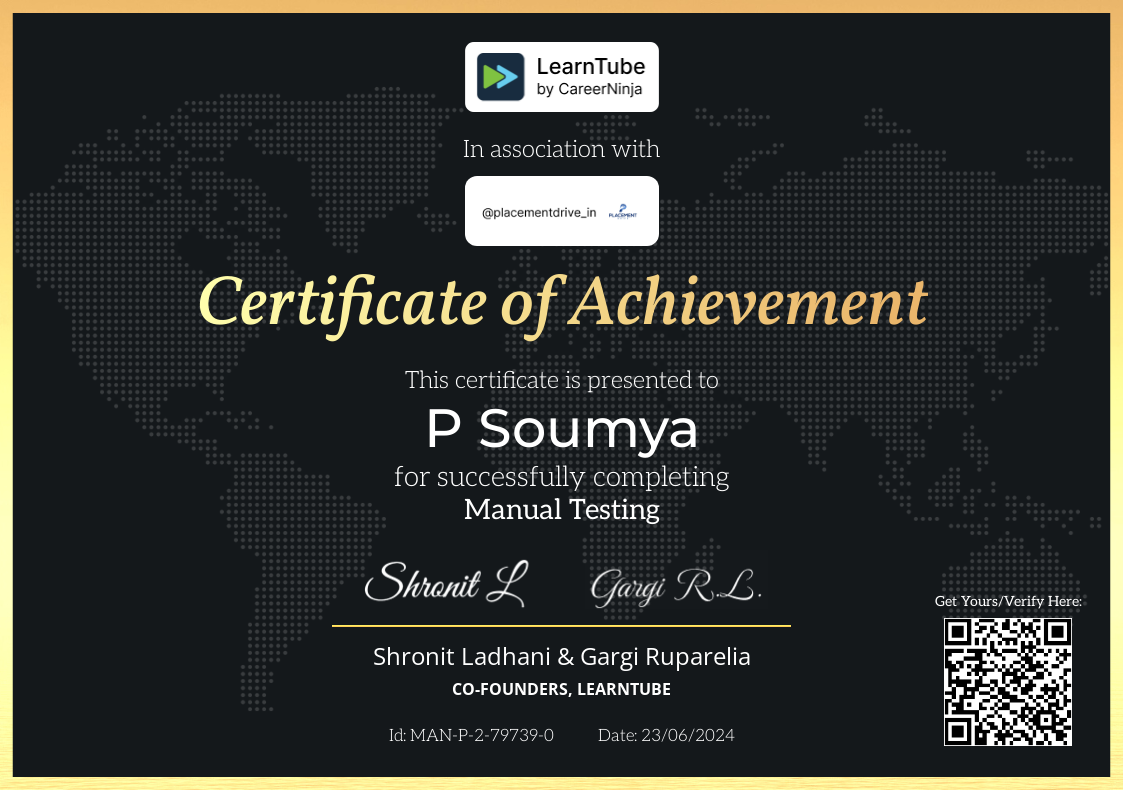 LearnTube
by CareerNinja
In association with
@placementdrive_in
PLACEMENT
Certificate of Achievement
This certificate is presented to
P Soumya
for successfully completing
Manual Testing
Shronit L
Gargi R.L.
Shronit Ladhani & Gargi Ruparelia
CO-FOUNDERS, LEARNTUBE
Id: MAN-P-2-79739-0
Date: 23/06/2024
Get Yours/Verify Here: